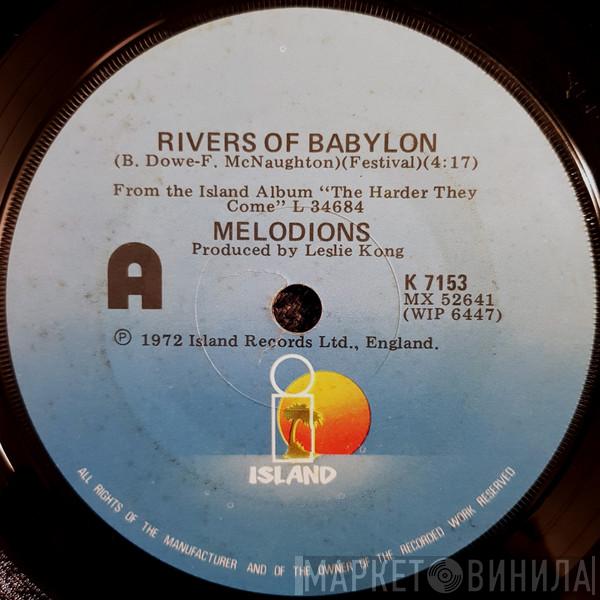 RIVERS OF BABYLON
(B. Dowe-F. McNaughton)(Festival)(4:17)
From the Island Album "The Harder They
Come" L 34684
MELODIONS
Produced by Leslie Kong
A
K 7153
MX 52641
(WIP 6447)
℗ 1972 Island Records Ltd., England.
i
ISLAND
ALL RIGHTS OF THE MANUFACTURER AND OF THE OWNER OF THE RECORDED WORK RESERVED
МАРКЕТ ВИНИЛА